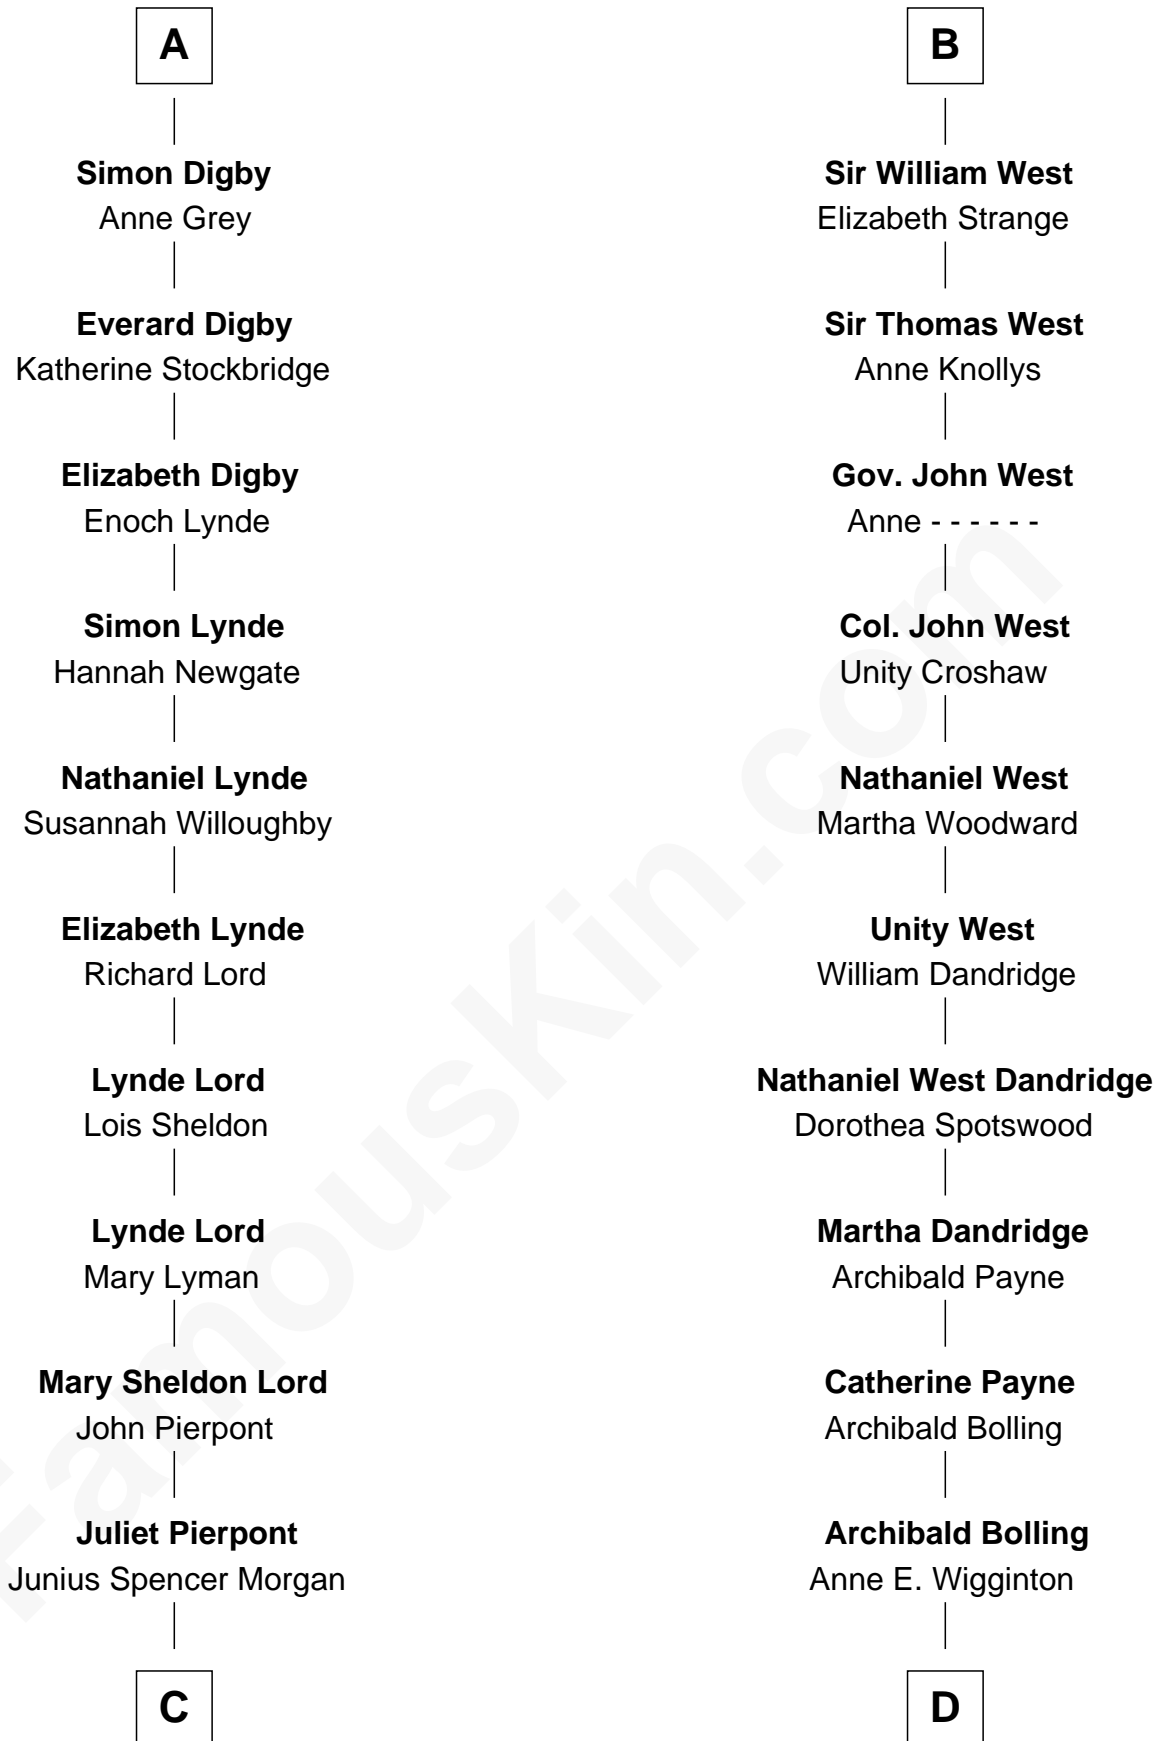 A
Simon Digby
Anne Grey
Everard Digby
Katherine Stockbridge
Elizabeth Digby
Enoch Lynde
Simon Lynde
Hannah Newgate
Nathaniel Lynde
Susannah Willoughby
Elizabeth Lynde
Richard Lord
Lynde Lord
Lois Sheldon
Lynde Lord
Mary Lyman
Mary Sheldon Lord
John Pierpont
Juliet Pierpont
Junius Spencer Morgan
C
B
Sir William West
Elizabeth Strange
Sir Thomas West
Anne Knollys
Gov. John West
Anne - - - - - -
Col. John West
Unity Croshaw
Nathaniel West
Martha Woodward
Unity West
William Dandridge
Nathaniel West Dandridge
Dorothea Spotswood
Martha Dandridge
Archibald Payne
Catherine Payne
Archibald Bolling
Archibald Bolling
Anne E. Wigginton
D
FamousKin.com